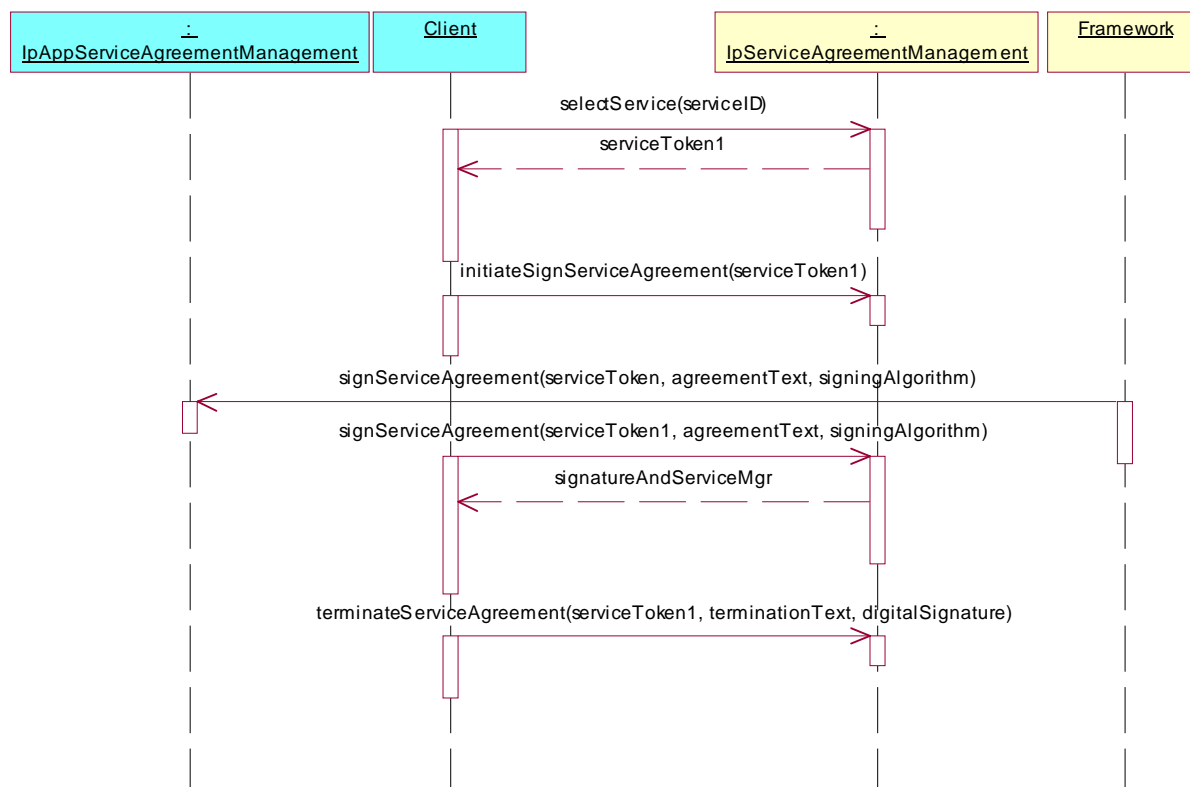 :
IpAppServiceAgreementManagement
Client
:
IpServiceAgreementManagement
Framework
selectService(serviceID)
serviceToken1
initiateSignServiceAgreement(serviceToken1)
signServiceAgreement(serviceToken, agreementText, signingAlgorithm)
signServiceAgreement(serviceToken1, agreementText, signingAlgorithm)
signatureAndServiceMgr
terminateServiceAgreement(serviceToken1, terminationText, digitalSignature)